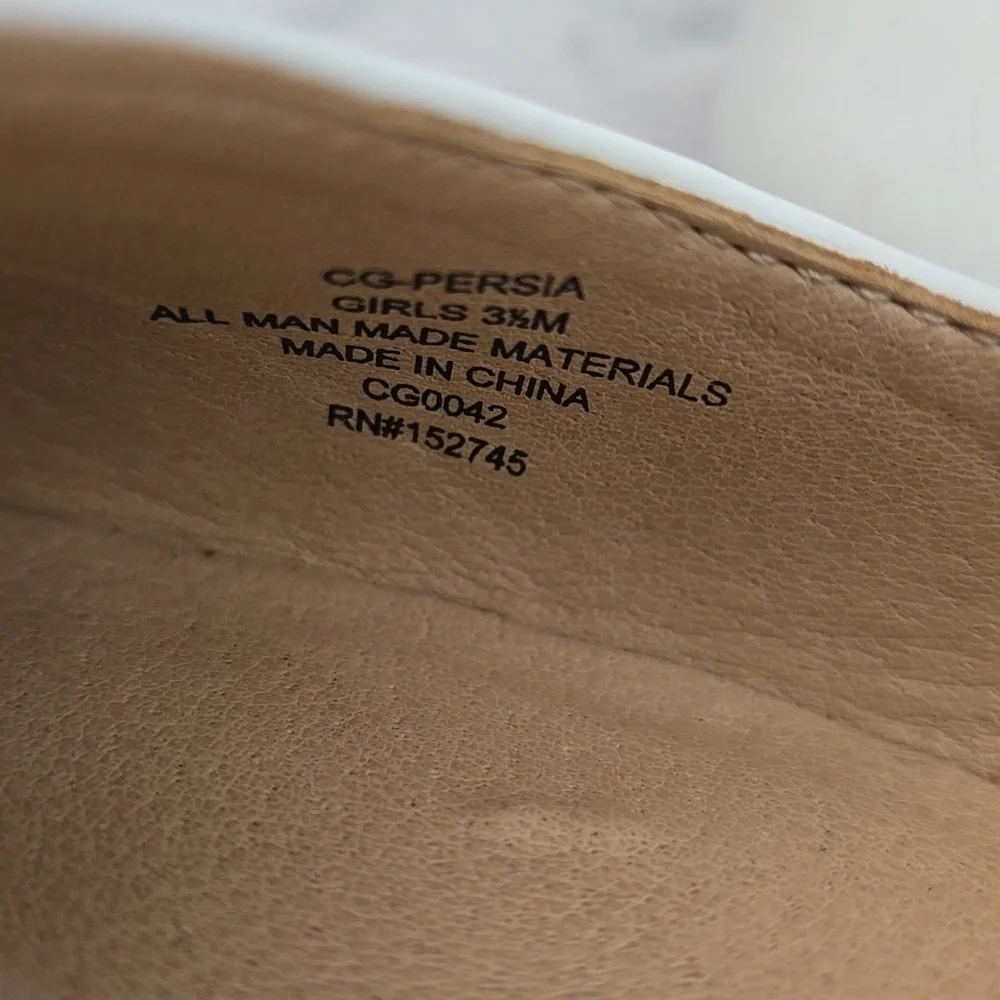 CG-PERSIA
GIRLS 3½M
ALL MAN MADE MATERIALS
MADE IN CHINA
CG0042
RN#152745